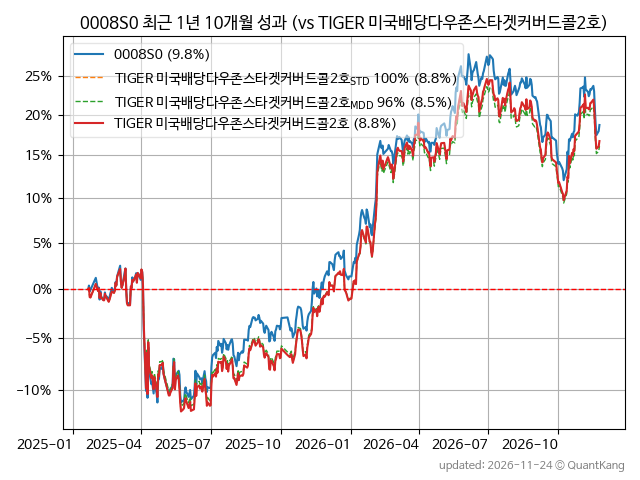 0008S0 최근 1년 10개월 성과 (vs TIGER 미국배당다우존스타겟커버드콜2호)
0008S0 (9.8%)
TIGER 미국배당다우존스타겟커버드콜2호STD 100% (8.8%)
TIGER 미국배당다우존스타겟커버드콜2호MDD 96% (8.5%)
TIGER 미국배당다우존스타겟커버드콜2호 (8.8%)
25%
20%
15%
10%
5%
0%
−5%
−10%
2025-01 2025-04 2025-07 2025-10 2026-01 2026-04 2026-07 2026-10
updated: 2026-11-24 © QuantKang